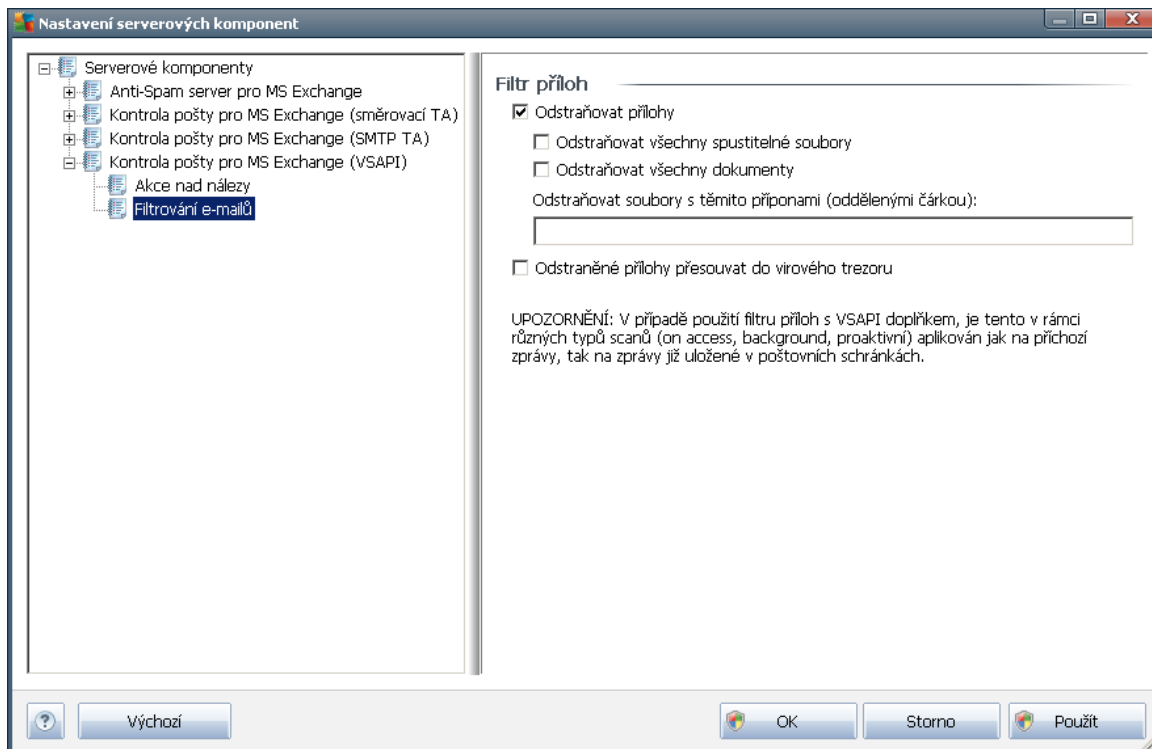 Nastavení serverových komponent
Serverové komponenty
Anti-Spam server pro MS Exchange
Kontrola pošty pro MS Exchange (směrovací TA)
Kontrola pošty pro MS Exchange (SMTP TA)
Kontrola pošty pro MS Exchange (VSAPI)
Akce nad nálezy
Filtrování e-mailů
Filtr příloh
Odstraňovat přílohy
Odstraňovat všechny spustitelné soubory
Odstraňovat všechny dokumenty
Odstraňovat soubory s těmito příponami (oddělenými čárkou):
Odstraněné přílohy přesouvat do virového trezoru
UPOZORNĚNÍ: V případě použití filtru příloh s VSAPI doplňkem, je tento v rámci
různých typů scanů (on access, background, proaktivní) aplikován jak na příchozí
zprávy, tak na zprávy již uložené v poštovních schránkách.
?
Výchozí
OK
Storno
Použít